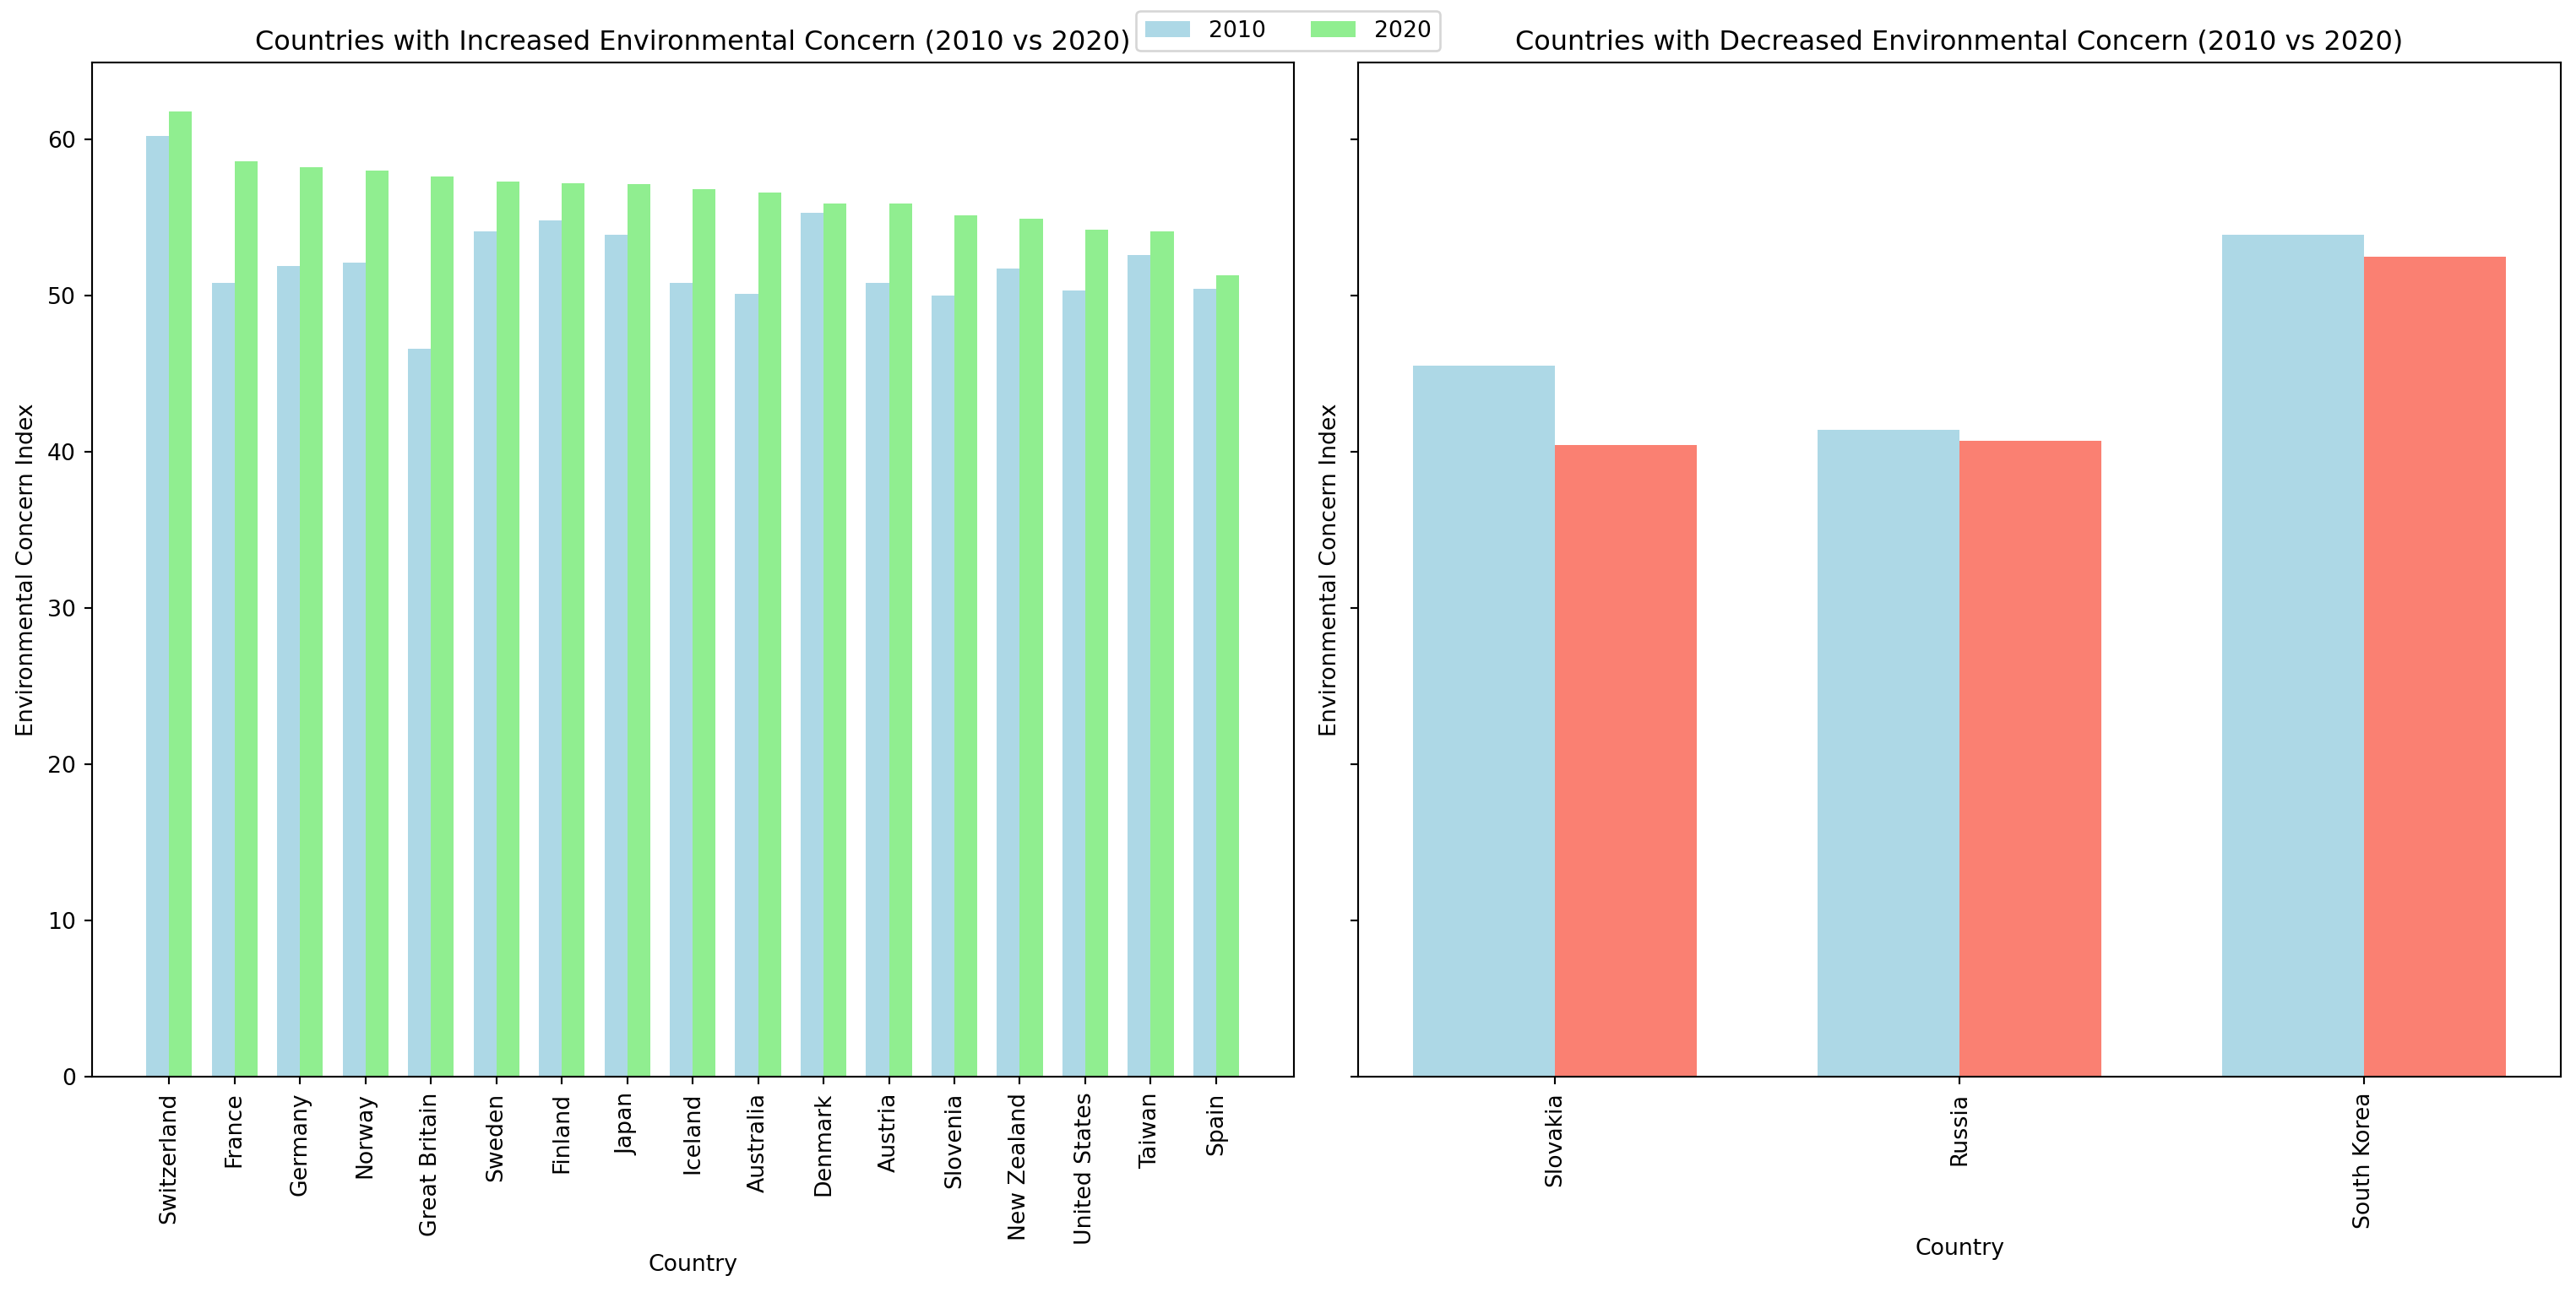 Countries with Increased Environmental Concern (2010 vs 2020)
2010
2020
Countries with Decreased Environmental Concern (2010 vs 2020)
Environmental Concern Index
60
50
40
30
20
10
0
Switzerland
France
Germany
Norway
Great Britain
Sweden
Finland
Japan
Iceland
Australia
Denmark
Austria
Slovenia
New Zealand
United States
Taiwan
Spain
Country
Environmental Concern Index
Slovakia
Russia
South Korea
Country